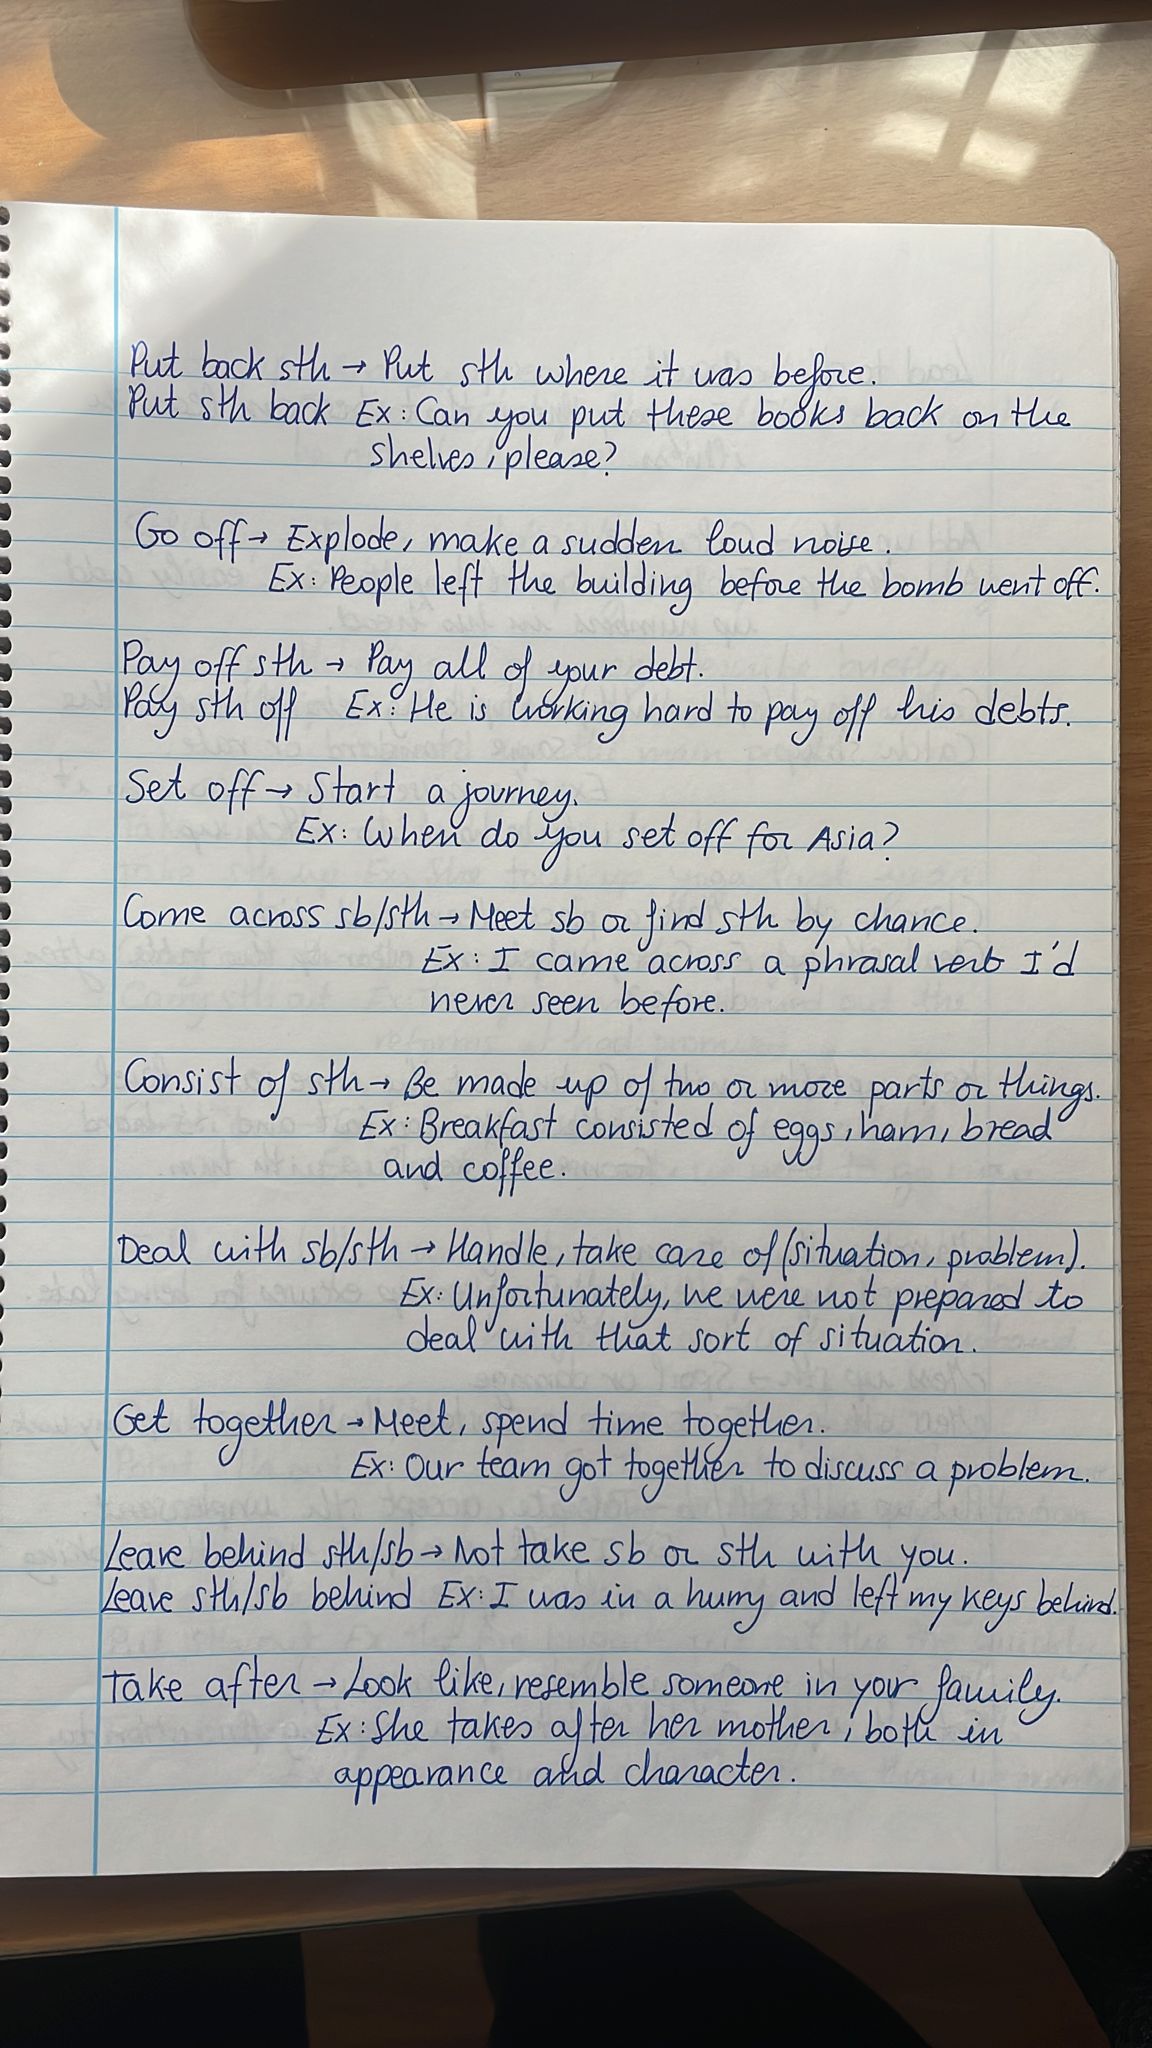 Put back sth → Put sth where it was before.
Put sth back Ex: Can you put these books back on the
shelves, please?
Go off → Explode, make a sudden loud noise.
Ex: People left the building before the bomb went off.
Pay off sth → Pay all of your debt.
Pay sth off Ex: He is working hard to pay off his debts.
Set off → Start a journey.
Ex: When do you set off for Asia?
Come across sb/sth → Meet sb or find sth by chance.
Ex: I came across a phrasal verb I'd
never seen before.
Consist of sth → Be made up of two or more parts or things.
Ex: Breakfast consisted of eggs, ham, bread
and coffee.
Deal with sb/sth → Handle, take care of (situation, problem).
Ex: Unfortunately, we were not prepared to
deal with that sort of situation.
Get together → Meet, spend time together.
Ex: Our team got together to discuss a problem.
Leave behind sth/sb → Not take sb or sth with you.
Leave sth/sb behind Ex: I was in a hurry and left my keys behind.
Take after → Look like, resemble someone in your family.
Ex: She takes after her mother, both in
appearance and character.